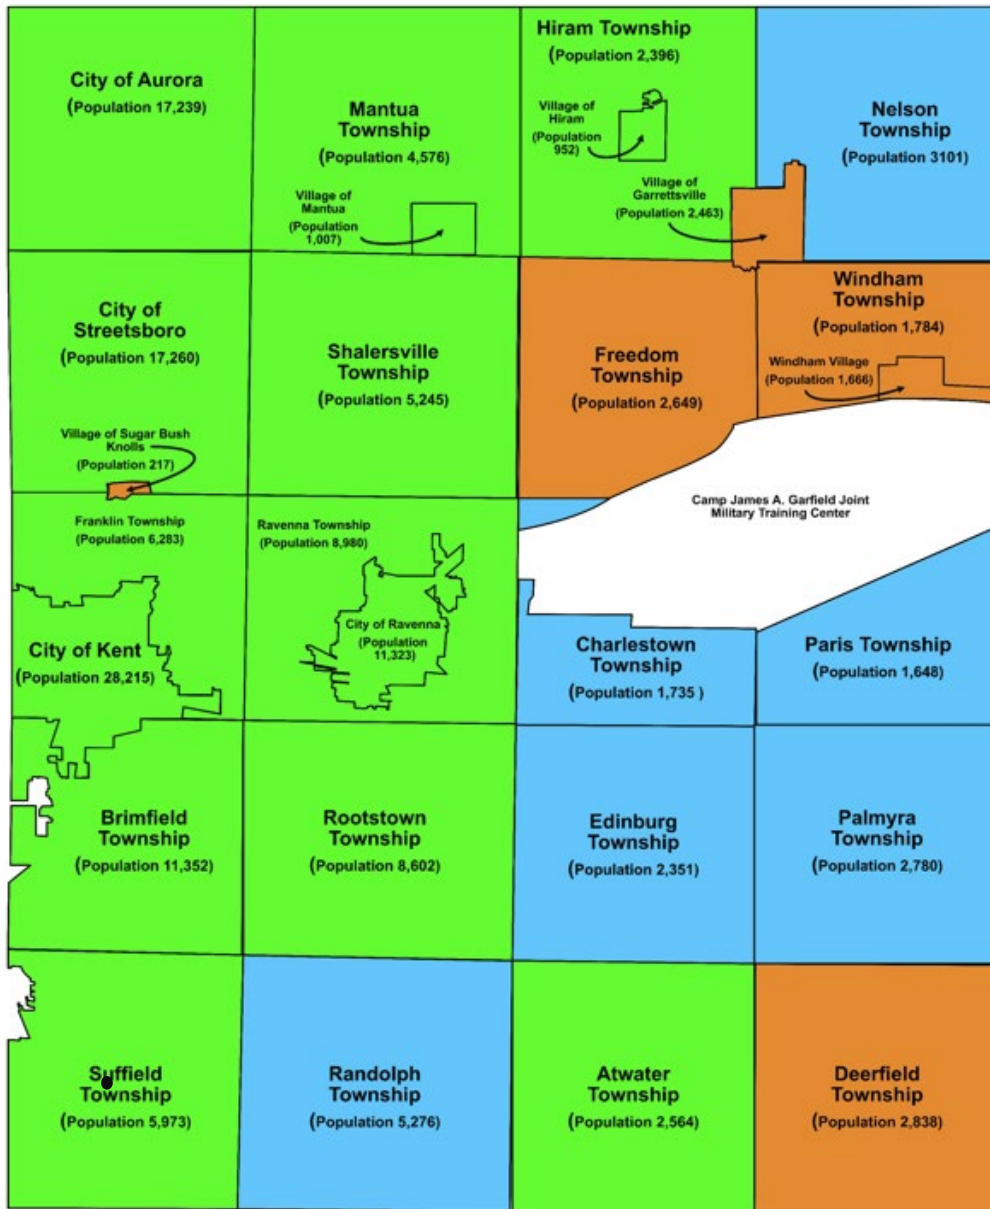 City of Aurora
(Population 17,239)
Mantua
Township
(Population 4,576)
Village of
Mantua
(Population
1,007)
Hiram Township
(Population 2,396)
Village of
Hiram
(Population
952)
Village of
Garrettsville
(Population 2,463)
Nelson
Township
(Population 3101)
City of
Streetsboro
(Population 17,260)
Village of Sugar Bush
Knolls
(Population 217)
Shalersville
Township
(Population 5,245)
Freedom
Township
(Population 2,649)
Windham
Township
(Population 1,784)
Windham Village
(Population 1,666)
Camp James A. Garfield Joint
Military Training Center
Franklin Township
(Population 6,283)
City of Kent
(Population 28,215)
Ravenna Township
(Population 8,980)
City of Ravenna
(Population
11,323)
Charlestown
Township
(Population 1,735 )
Paris Township
(Population 1,648)
Brimfield
Township
(Population 11,352)
Rootstown
Township
(Population 8,602)
Edinburg
Township
(Population 2,351)
Palmyra
Township
(Population 2,780)
Suffield
Township
(Population 5,973)
Randolph
Township
(Population 5,276)
Atwater
Township
(Population 2,564)
Deerfield
Township
(Population 2,838)